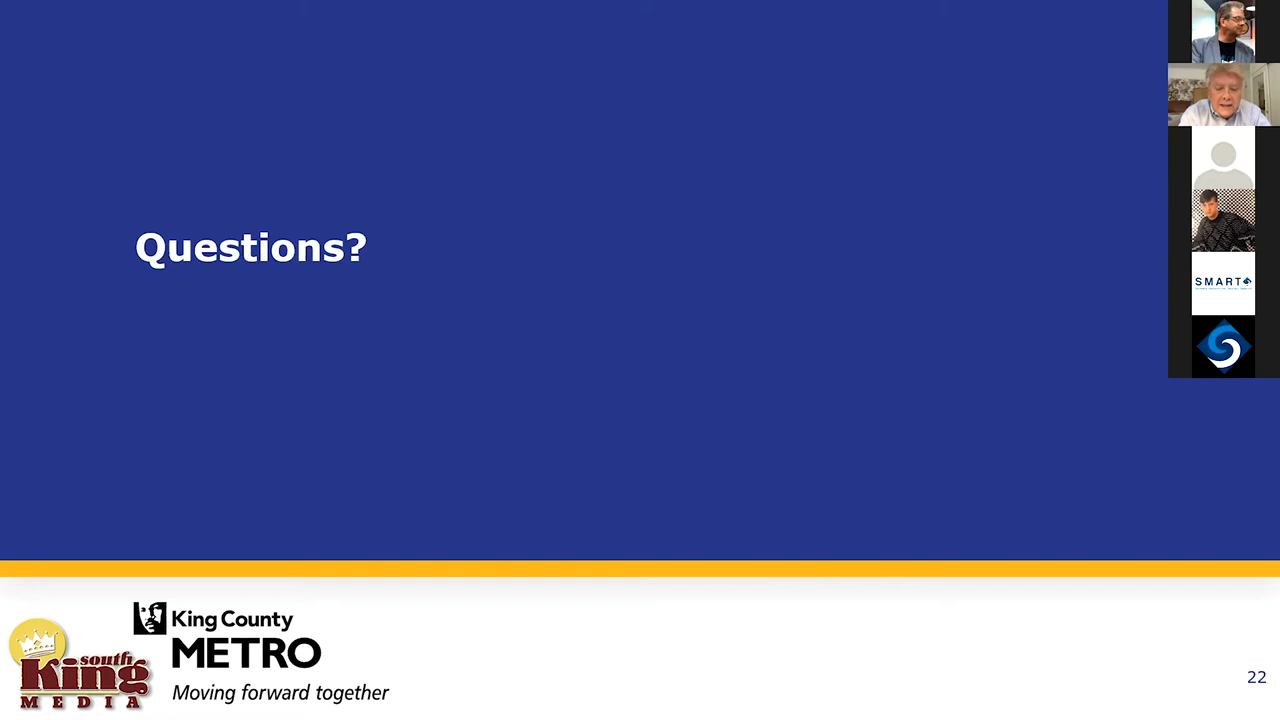 Questions?
SMART
King County
METRO
Moving forward together
south
King
MEDIA
22